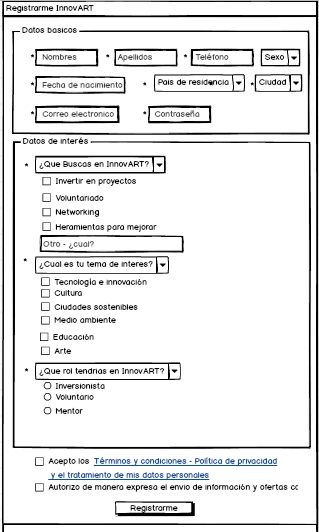 Registrarme InnovART
Datos basicos
* Nombres * Apellidos * Teléfono Sexo
* Fecha de nacimiento * Pais de residencia * Ciudad
* Correo electronico * Contraseña
Datos de interés
* ¿Que Buscas en InnovART?
Invertir en proyectos
Voluntariado
Networking
Heramientas para mejorar
Otro - ¿cual?
* ¿Cual es tu tema de interes?
Tecnología e innovación
Cultura
Ciudades sostenibles
Medio ambiente
Educación
Arte
* ¿Que rol tendrias en InnovART?
Inversionista
Voluntario
Mentor
Acepto los Términos y condiciones - Política de privacidad
y el tratamiento de mis datos personales
Autorizo de manera expresa el envio de información y ofertas cc
Registrarme